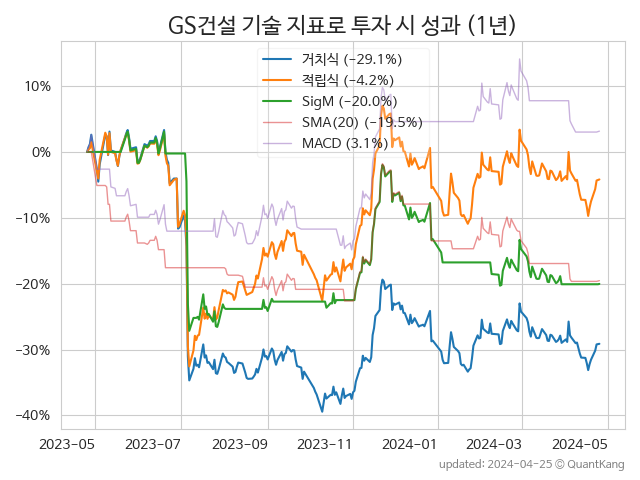 GS건설 기술 지표로 투자 시 성과 (1년)
거치식 (−29.1%)
적립식 (−4.2%)
SigM (−20.0%)
SMA(20) (−19.5%)
MACD (3.1%)
10%
0%
−10%
−20%
−30%
−40%
2023-05 2023-07 2023-09 2023-11 2024-01 2024-03 2024-05
updated: 2024-04-25 © QuantKang